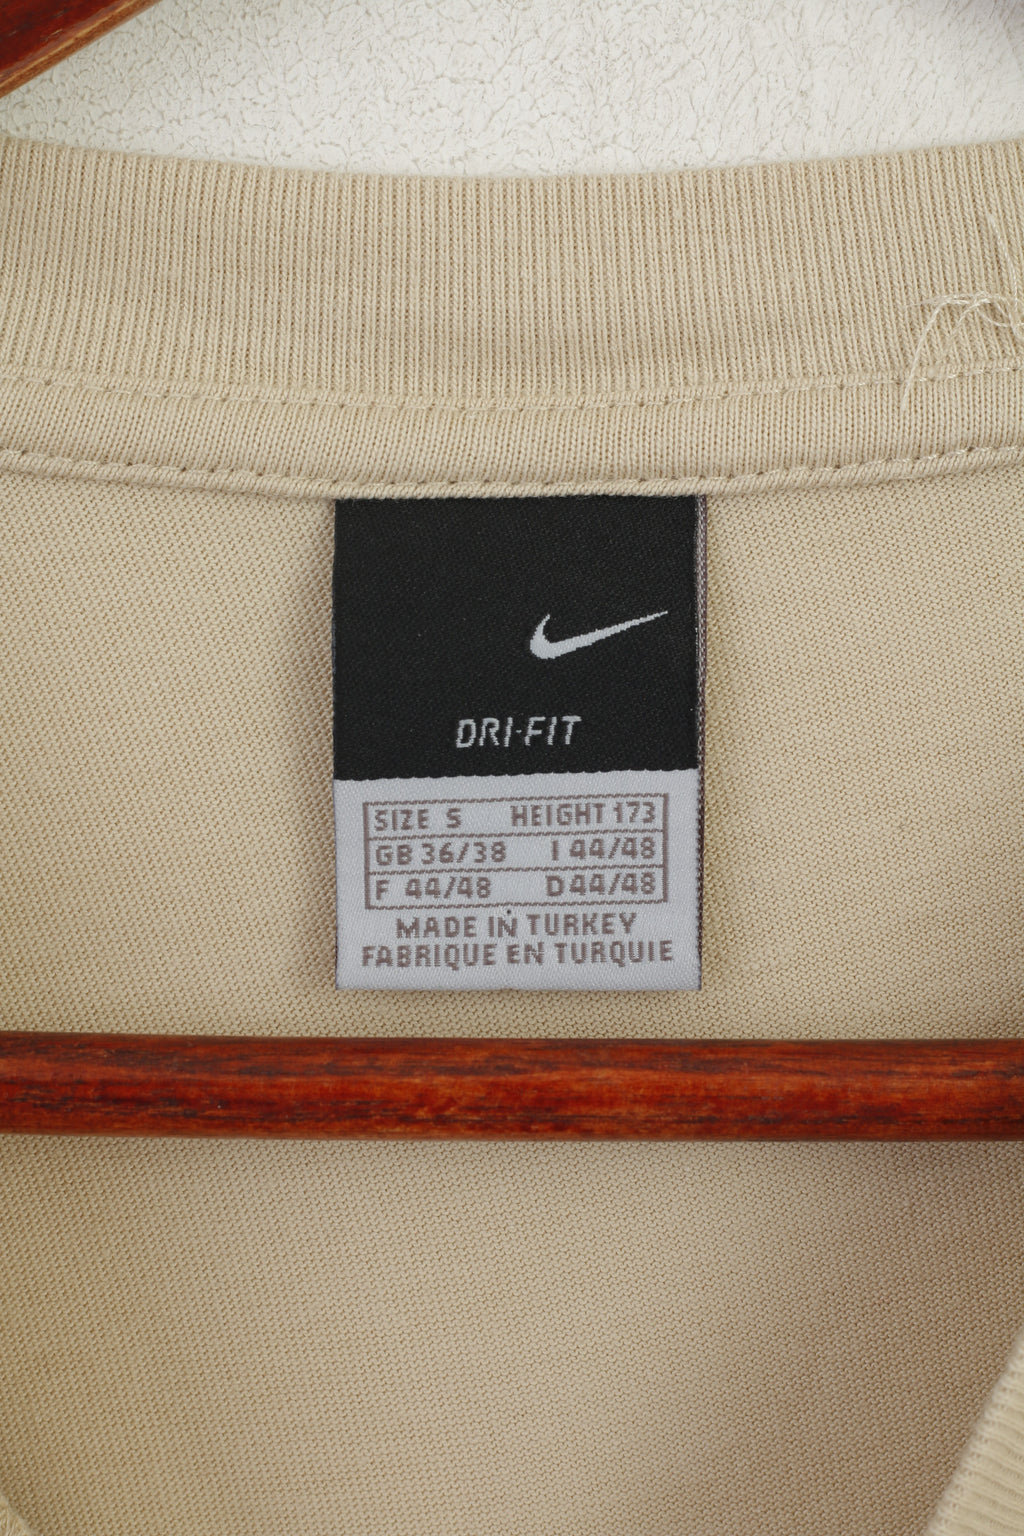 DRI-FIT
SIZE S HEIGHT 173
GB 36/38 I 44/48
F 44/48 D 44/48
MADE IN TURKEY
FABRIQUE EN TURQUIE